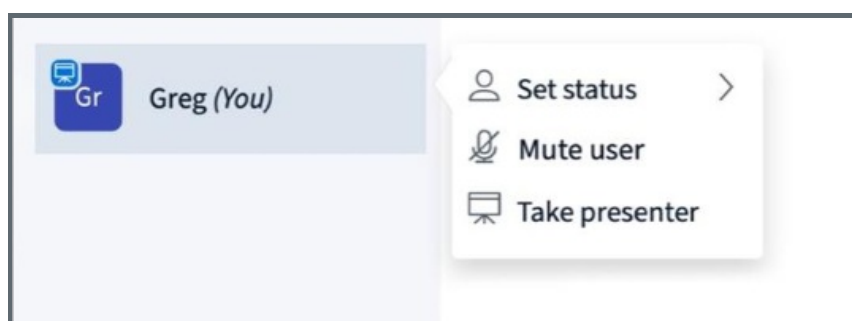 Gr
Greg (You)
Set status
Mute user
Take presenter